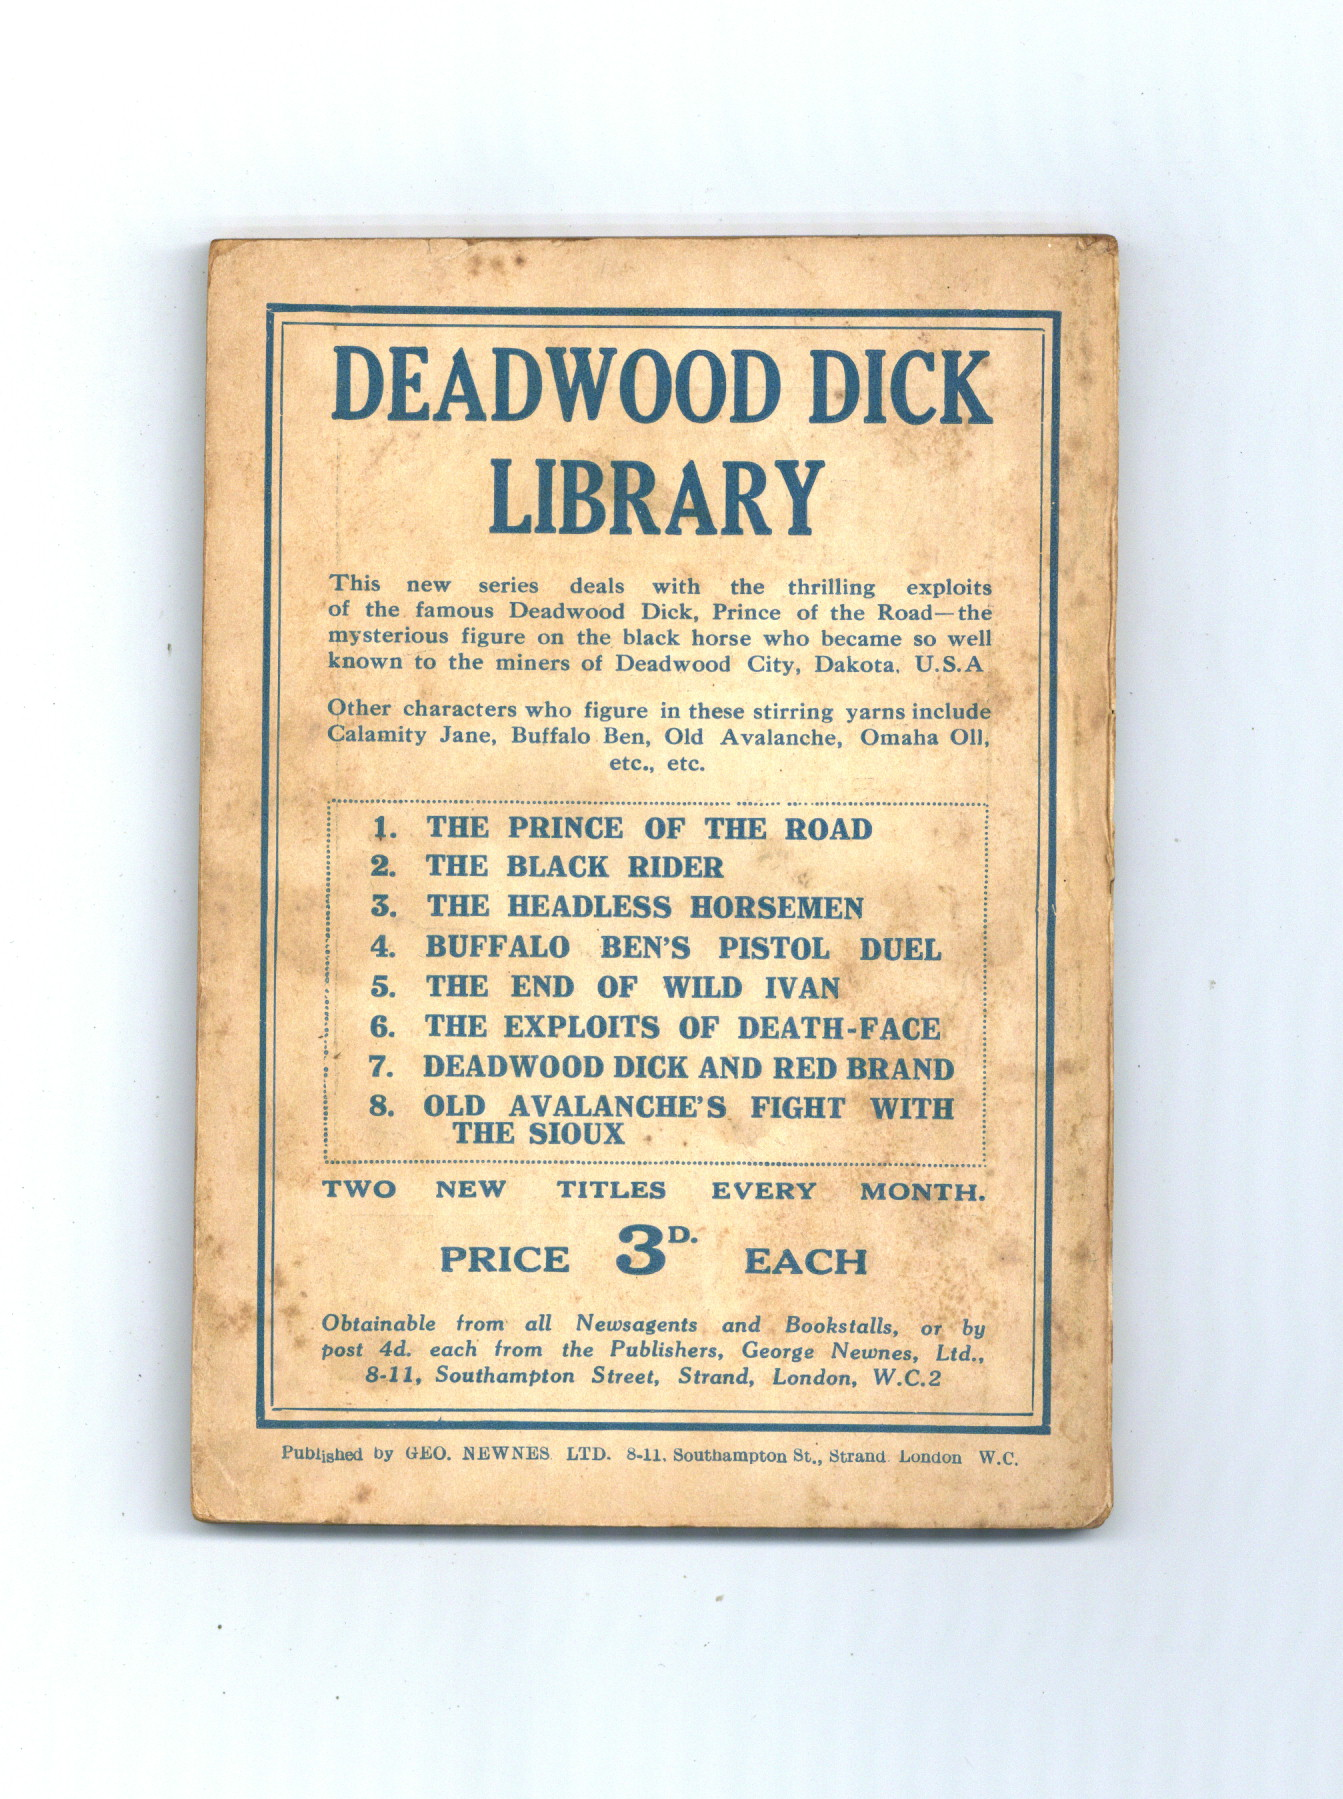 DEADWOOD DICK
LIBRARY
This new series deals with the thrilling exploits
of the famous Deadwood Dick, Prince of the Road—the
mysterious figure on the black horse who became so well
known to the miners of Deadwood City, Dakota, U.S.A
Other characters who figure in these stirring yarns include
Calamity Jane, Buffalo Ben, Old Avalanche, Omaha Oll,
etc., etc.
1. THE PRINCE OF THE ROAD
2. THE BLACK RIDER
3. THE HEADLESS HORSEMEN
4. BUFFALO BEN'S PISTOL DUEL
5. THE END OF WILD IVAN
6. THE EXPLOITS OF DEATH-FACE
7. DEADWOOD DICK AND RED BRAND
8. OLD AVALANCHE'S FIGHT WITH
THE SIOUX
TWO NEW TITLES EVERY MONTH.
PRICE 3D. EACH
Obtainable from all Newsagents and Bookstalls, or by
post 4d. each from the Publishers, George Newnes, Ltd.,
8-11, Southampton Street, Strand, London, W.C.2
Published by GEO. NEWNES LTD. 8-11. Southampton St., Strand London W.C.